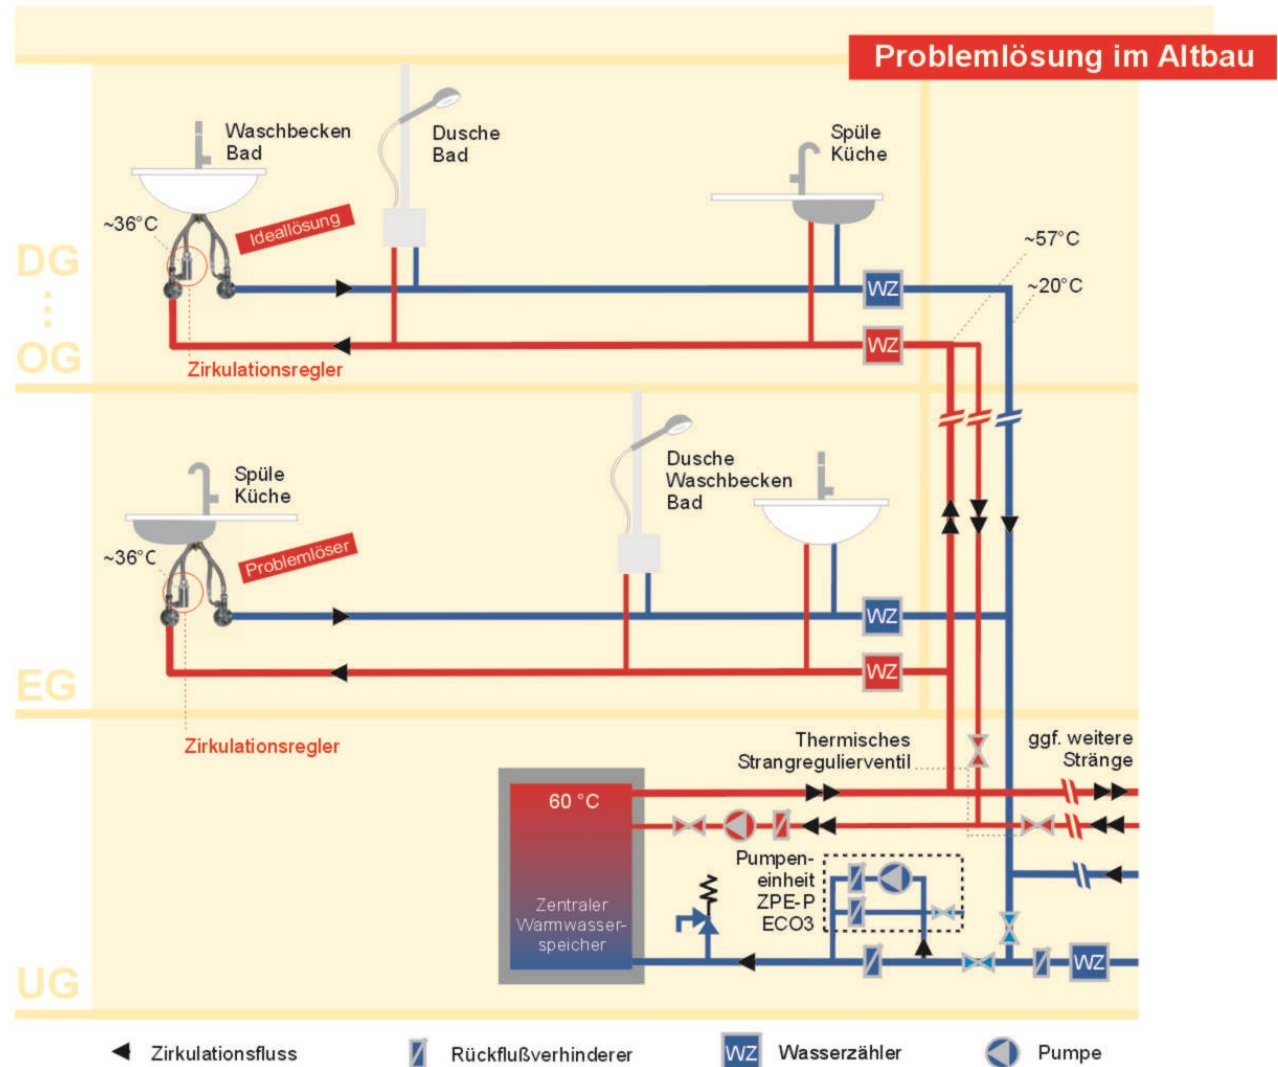 Problemlösung im Altbau
Waschbecken
Bad
Dusche
Bad
Spüle
Küche
~36°C
Ideallösung
~57°C
~20°C
DG
OG
WZ
WZ
Zirkulationsregler
Spüle
Küche
Dusche
Waschbecken
Bad
~36°C
Problemlöser
WZ
WZ
EG
Zirkulationsregler
Thermisches
Strangregulierventil
ggf. weitere
Stränge
60 °C
Zentraler
Warmwasser-
speicher
Pumpen-
einheit
ZPE-P
ECO3
WZ
UG
Zirkulationsfluss
Rückflußverhinderer
WZ
Wasserzähler
Pumpe